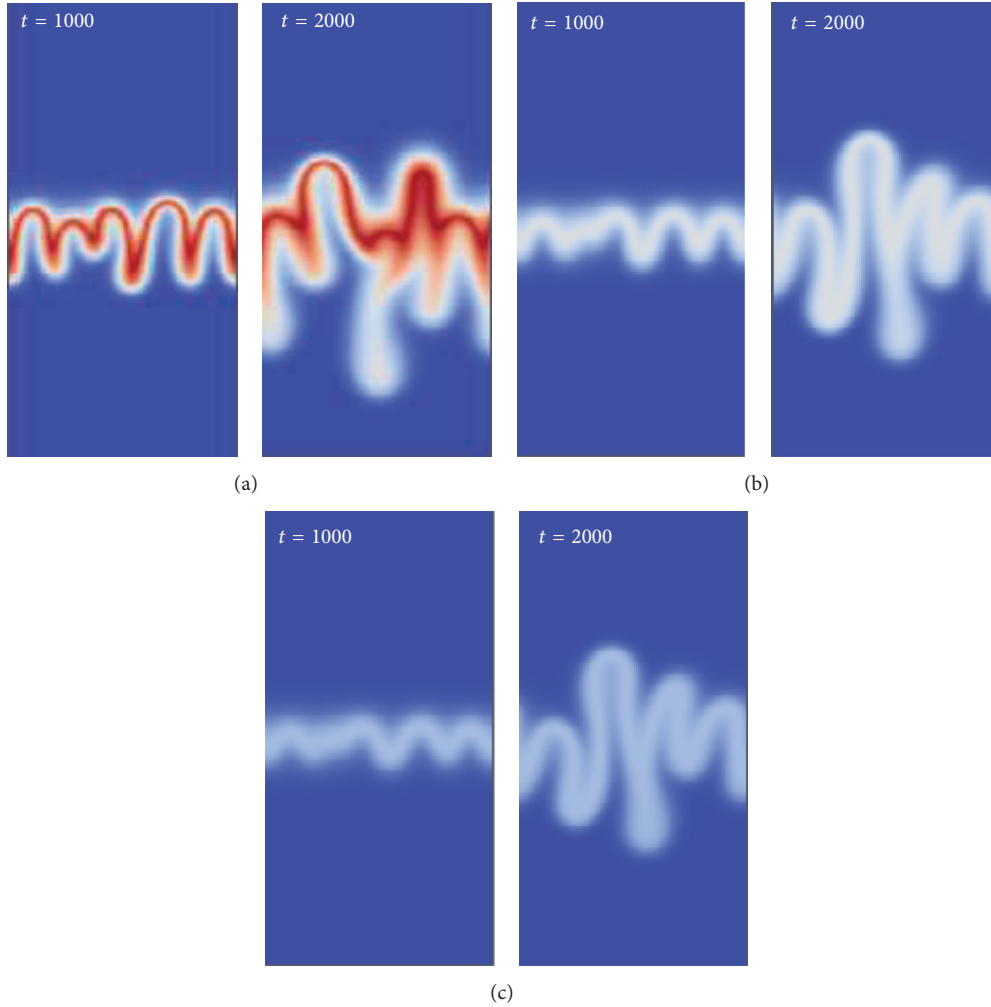 t = 1000
t = 2000
t = 1000
t = 2000
(a)
(b)
t = 1000
t = 2000
(c)